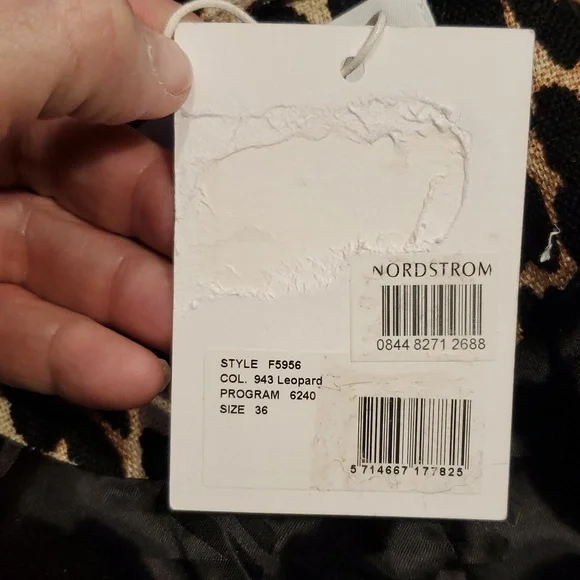 NORDSTROM
0844 8271 2688
STYLE F5956
COL. 943 Leopard
PROGRAM 6240
SIZE 36
5 714667 177825